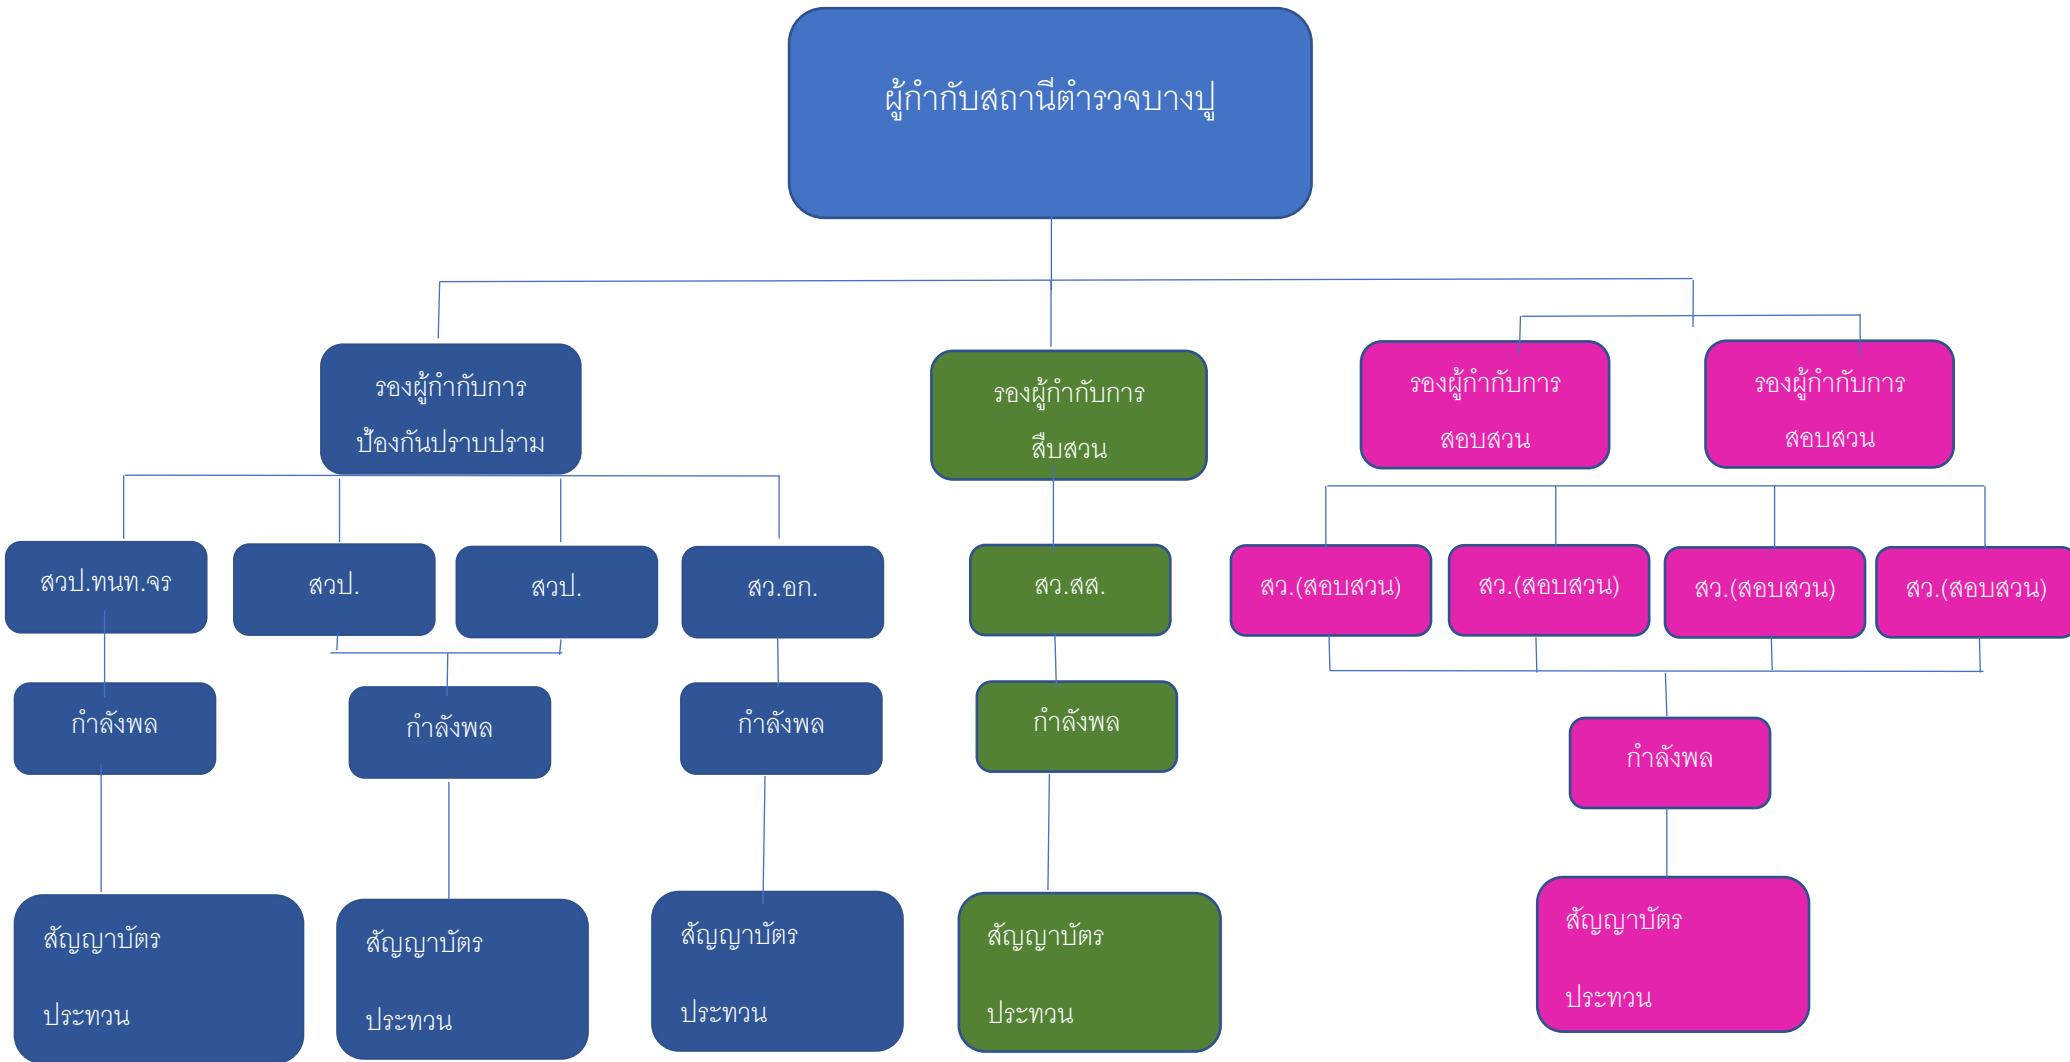 ผู้กำกับสถานีตำรวจบางปู
รองผู้กำกับการ
ป้องกันปราบปราม
รองผู้กำกับการ
สืบสวน
รองผู้กำกับการ
สอบสวน
รองผู้กำกับการ
สอบสวน
สวป.ทนท.จร
สวป.
สวป.
สว.อก.
สว.สส.
สว.(สอบสวน)
สว.(สอบสวน)
สว.(สอบสวน)
สว.(สอบสวน)
กำลังพล
กำลังพล
กำลังพล
กำลังพล
กำลังพล
สัญญาบัตร
ประทวน
สัญญาบัตร
ประทวน
สัญญาบัตร
ประทวน
สัญญาบัตร
ประทวน
สัญญาบัตร
ประทวน